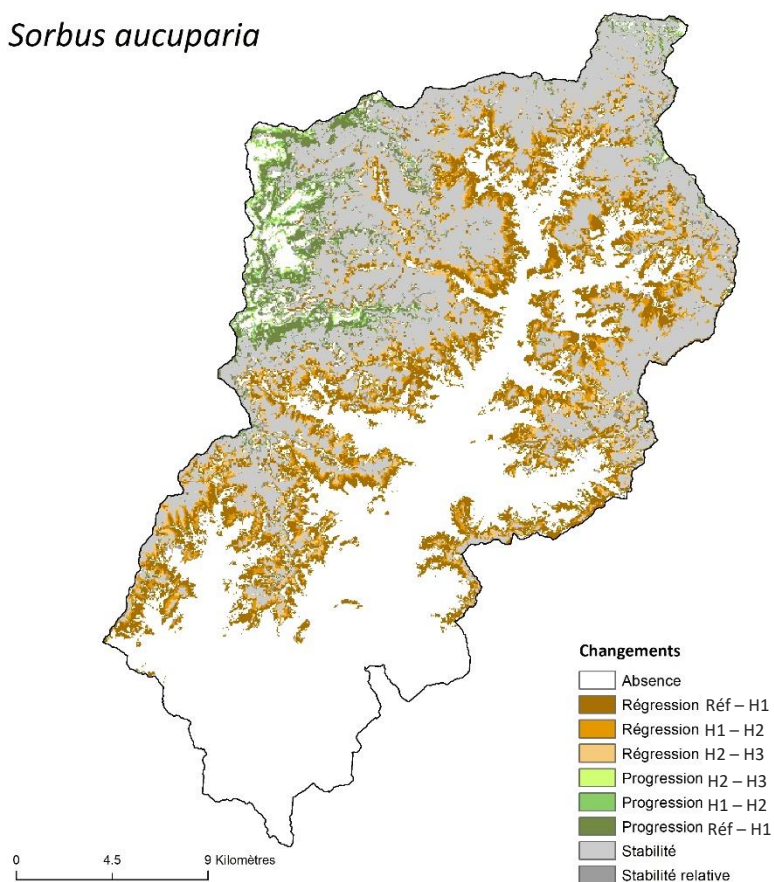 Sorbus aucuparia
Changements
Absence
Régression Réf – H1
Régression H1 – H2
Régression H2 – H3
Progression H2 – H3
Progression H1 – H2
Progression Réf – H1
Stabilité
Stabilité relative
0 4.5 9 Kilomètres